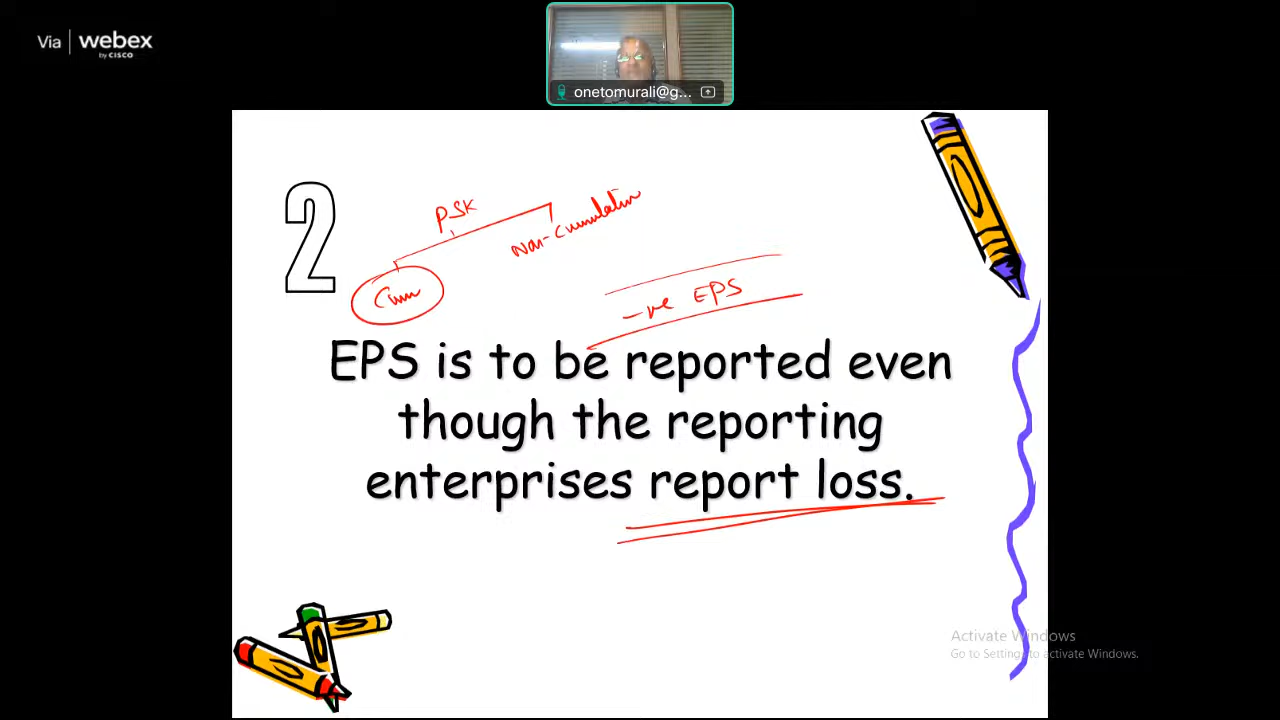 Via webex
by CISCO
onetomurali@g...
2
PSK
Non-Cumulative
Cum
-ve EPS
EPS is to be reported even
though the reporting
enterprises report loss.
Activate Windows
Go to Settings to activate Windows.